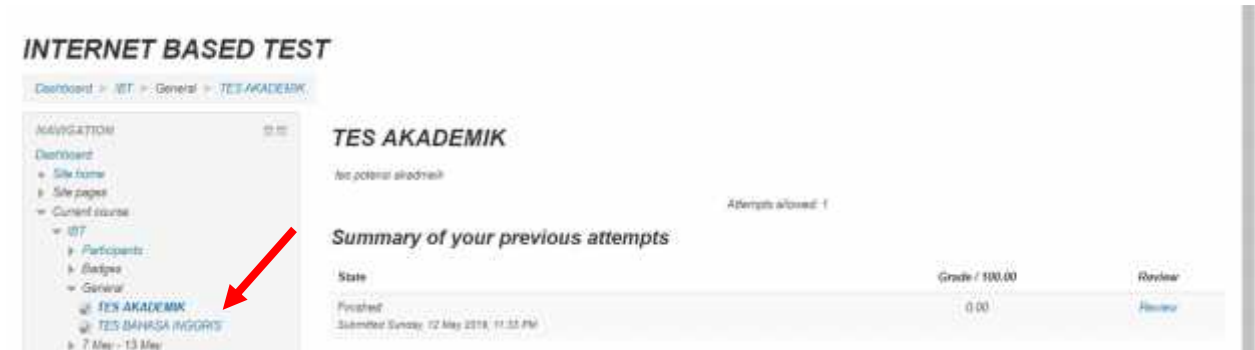 INTERNET BASED TEST
Dashboard > IBT > General > TES AKADEMIK
NAVIGATION
Dashboard
Site home
Site pages
Current course
IBT
Participants
Badges
General
TES AKADEMIK
TES BAHASA INGGRIS
7 May - 13 May
TES AKADEMIK
tes potensi akademik
Attempts allowed: 1
Summary of your previous attempts
State Grade / 100.00 Review
Finished 0.00 Review
Submitted Sunday, 12 May 2019, 11:33 PM